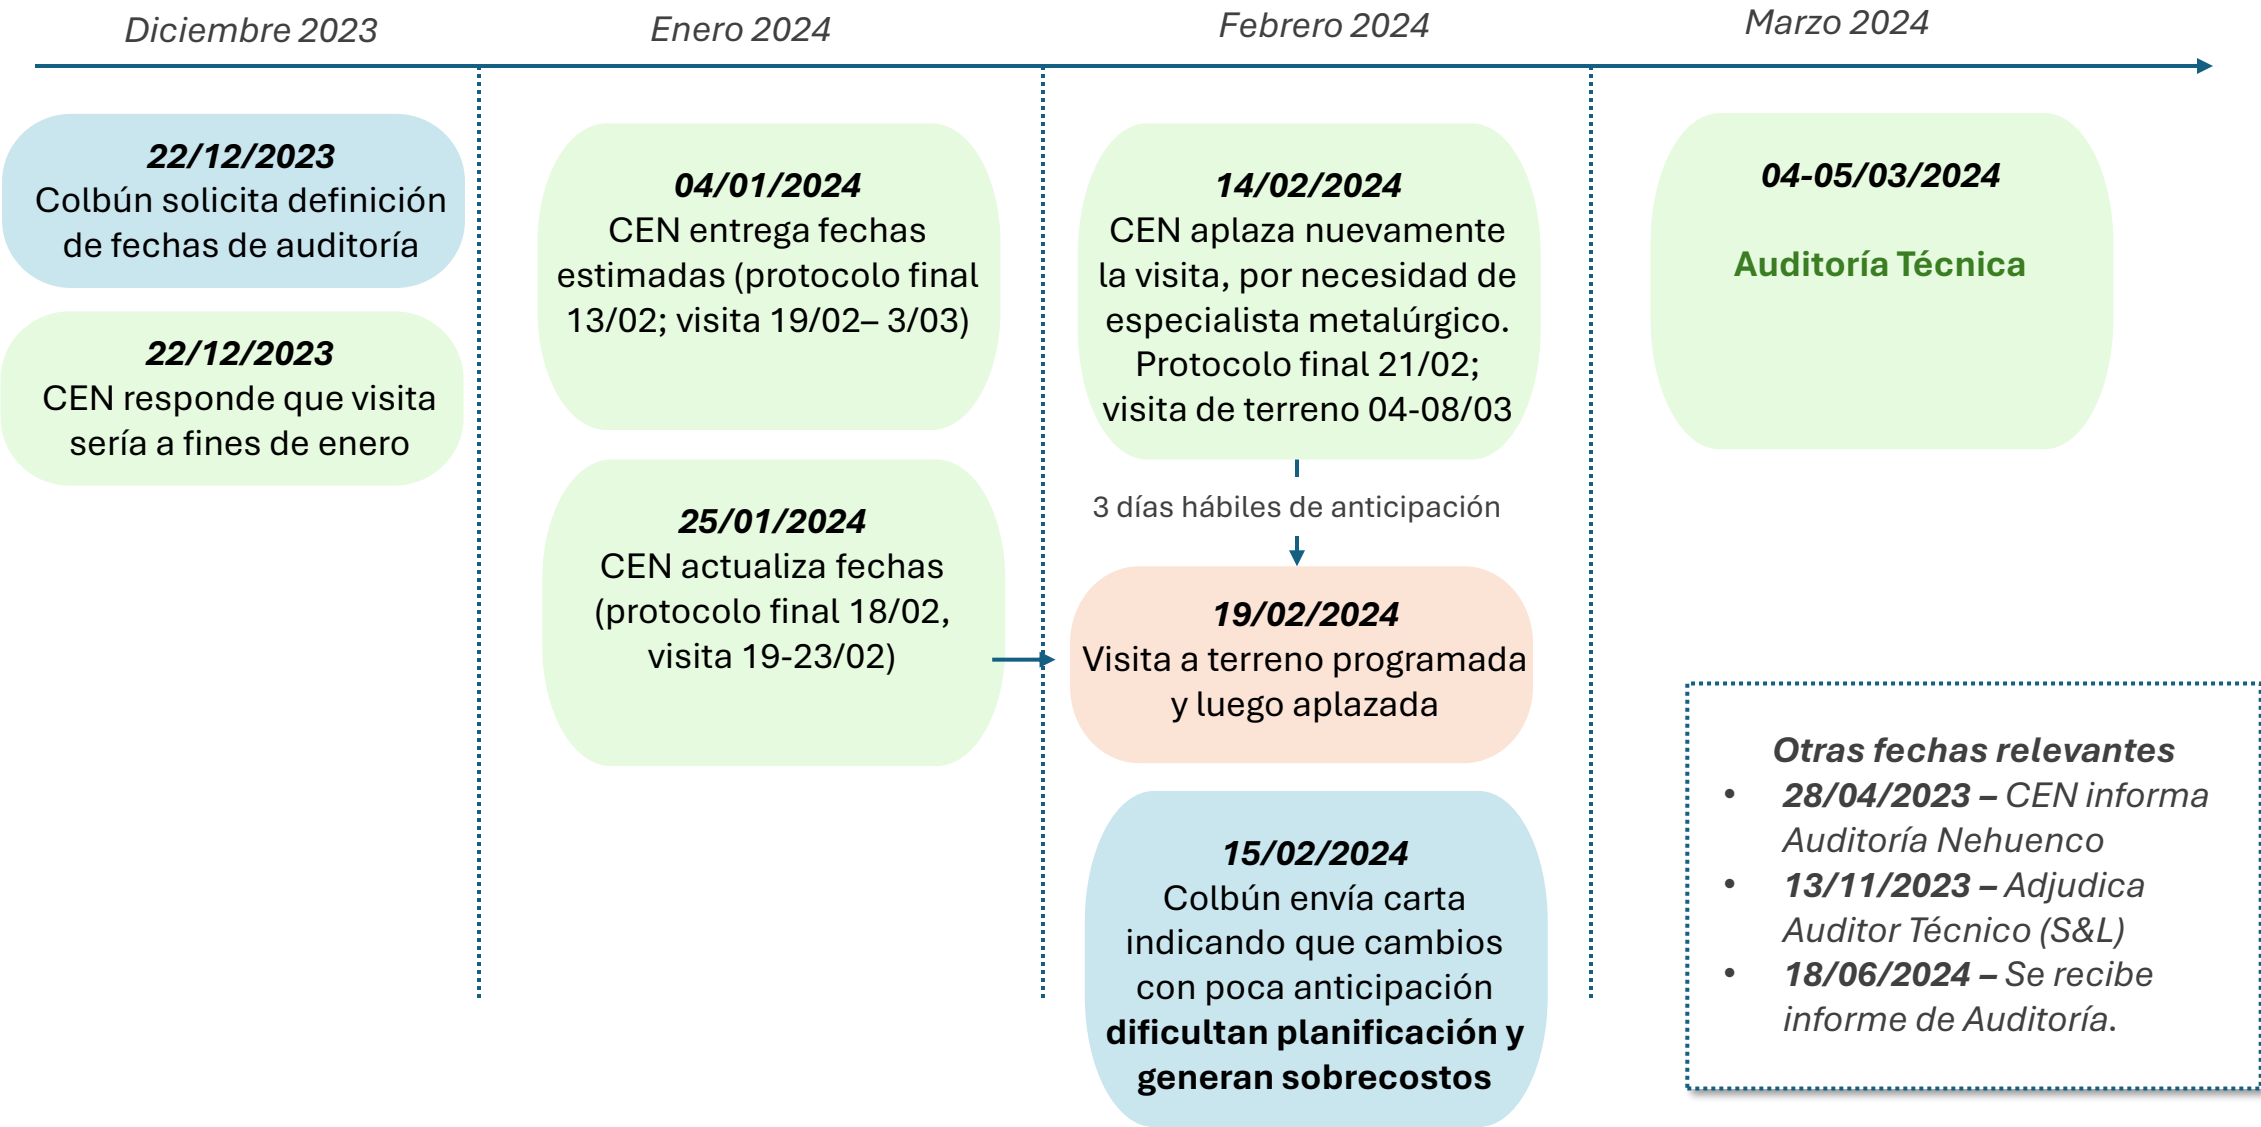 Diciembre 2023
Enero 2024
Febrero 2024
Marzo 2024
22/12/2023
Colbún solicita definición
de fechas de auditoría
22/12/2023
CEN responde que visita
sería a fines de enero
04/01/2024
CEN entrega fechas
estimadas (protocolo final
13/02; visita 19/02– 3/03)
25/01/2024
CEN actualiza fechas
(protocolo final 18/02,
visita 19-23/02)
14/02/2024
CEN aplaza nuevamente
la visita, por necesidad de
especialista metalúrgico.
Protocolo final 21/02;
visita de terreno 04-08/03
3 días hábiles de anticipación
19/02/2024
Visita a terreno programada
y luego aplazada
15/02/2024
Colbún envía carta
indicando que cambios
con poca anticipación
dificultan planificación y
generan sobrecostos
04-05/03/2024
Auditoría Técnica
Otras fechas relevantes
• 28/04/2023 – CEN informa
Auditoría Nehuenco
• 13/11/2023 – Adjudica
Auditor Técnico (S&L)
• 18/06/2024 – Se recibe
informe de Auditoría.